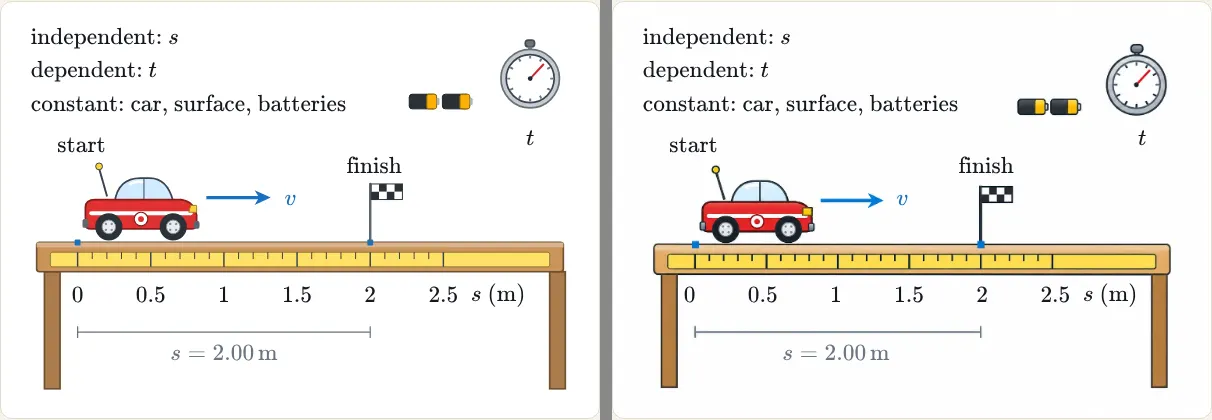 independent: s
dependent: t
constant: car, surface, batteries
t
start
finish
v
0 0.5 1 1.5 2 2.5 s (m)
s = 2.00 m
independent: s
dependent: t
constant: car, surface, batteries
t
start
finish
v
0 0.5 1 1.5 2 2.5 s (m)
s = 2.00 m